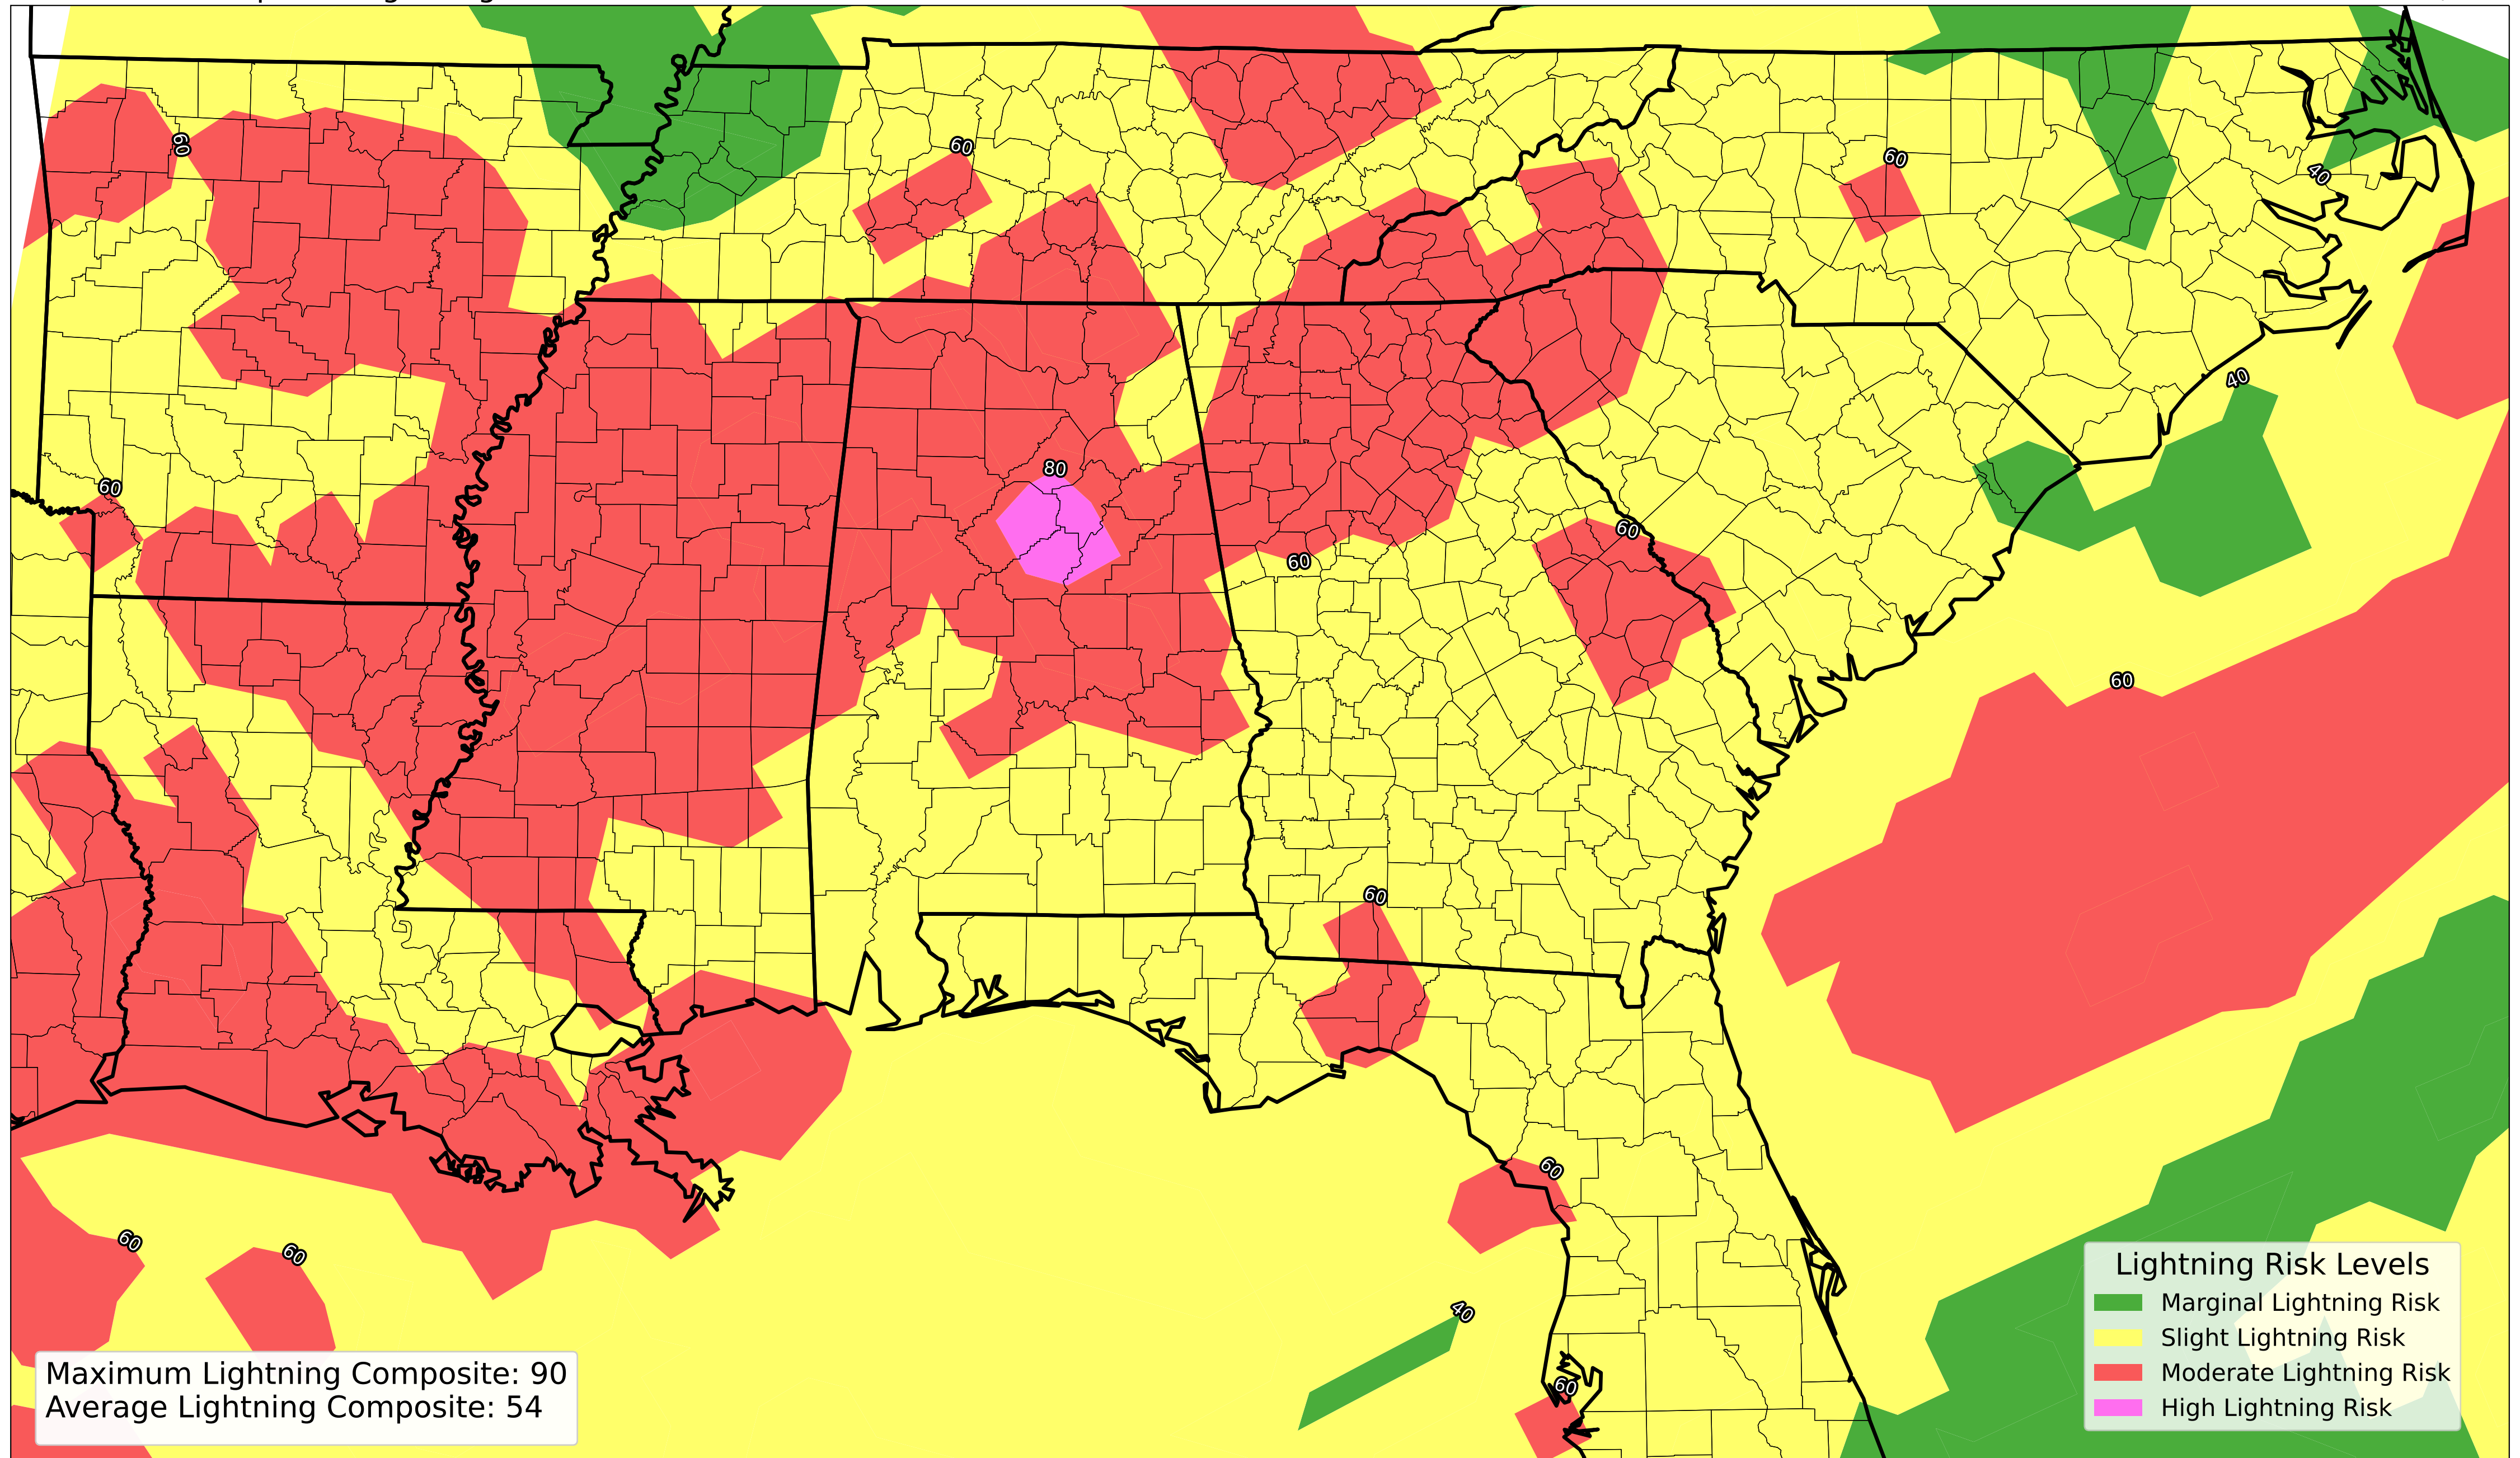 60
60
60
40
40
80
60
60
60
60
60
60
60
60
40
60
Lightning Risk Levels
Marginal Lightning Risk
Slight Lightning Risk
Moderate Lightning Risk
High Lightning Risk
Maximum Lightning Composite: 90
Average Lightning Composite: 54